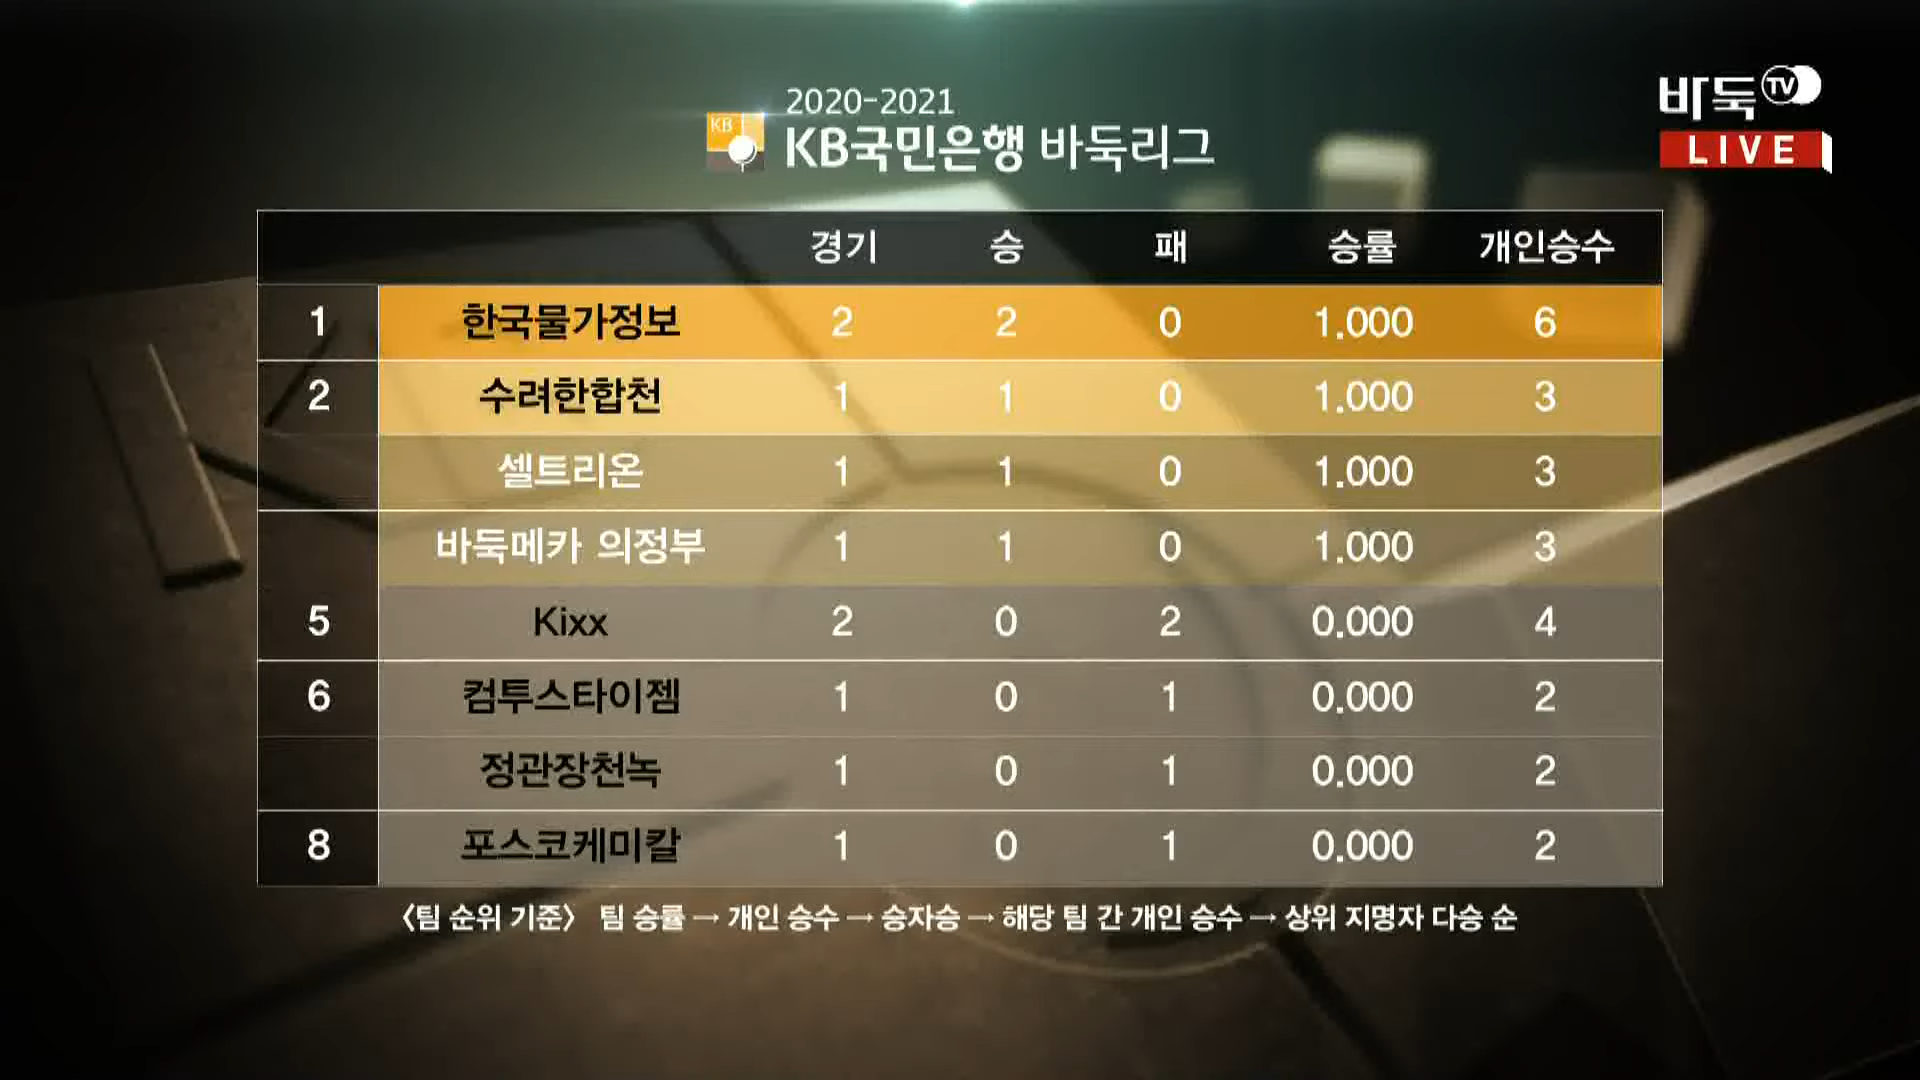 2020-2021
KB국민은행 바둑리그
KB
바둑TV
LIVE
경기 승 패 승률 개인승수
1 한국물가정보 2 2 0 1.000 6
2 수려한합천 1 1 0 1.000 3
셀트리온 1 1 0 1.000 3
바둑메카 의정부 1 1 0 1.000 3
5 Kixx 2 0 2 0.000 4
6 컴투스타이젬 1 0 1 0.000 2
정관장천녹 1 0 1 0.000 2
8 포스코케미칼 1 0 1 0.000 2
〈팀 순위 기준〉 팀 승률 → 개인 승수 → 승자승 → 해당 팀 간 개인 승수 → 상위 지명자 다승 순